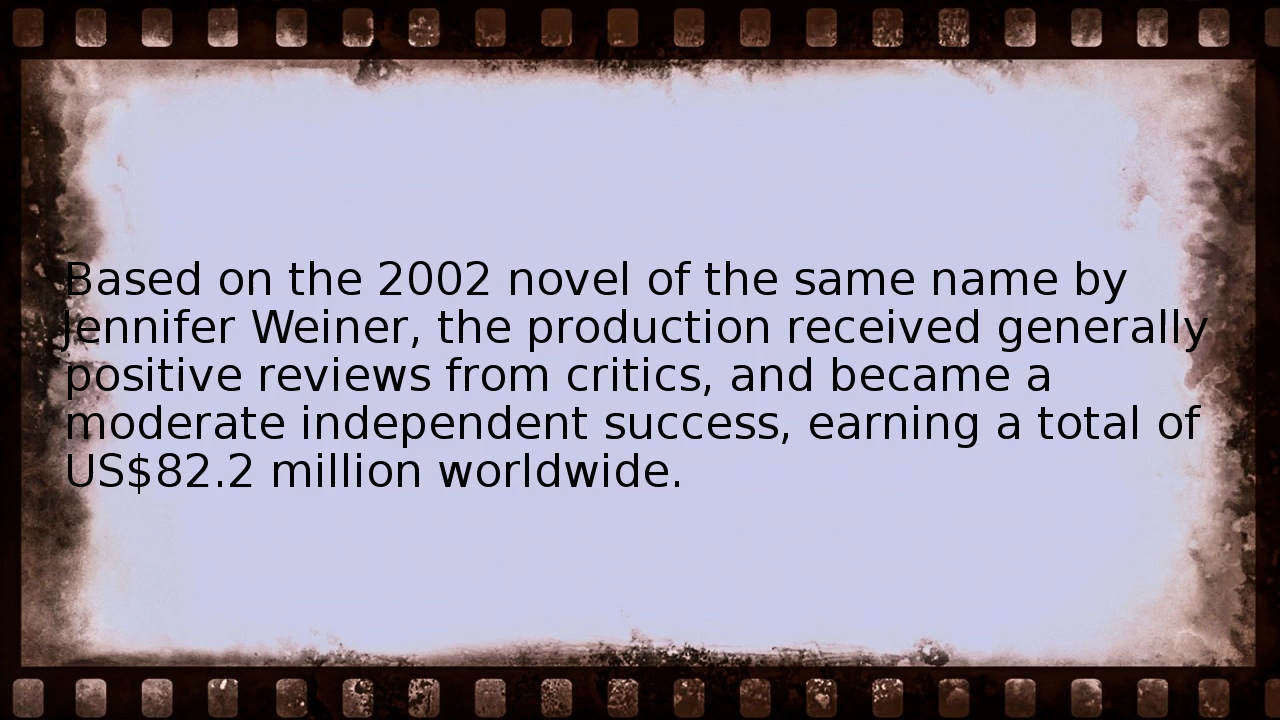 Based on the 2002 novel of the same name by
Jennifer Weiner, the production received generally
positive reviews from critics, and became a
moderate independent success, earning a total of
US$82.2 million worldwide.